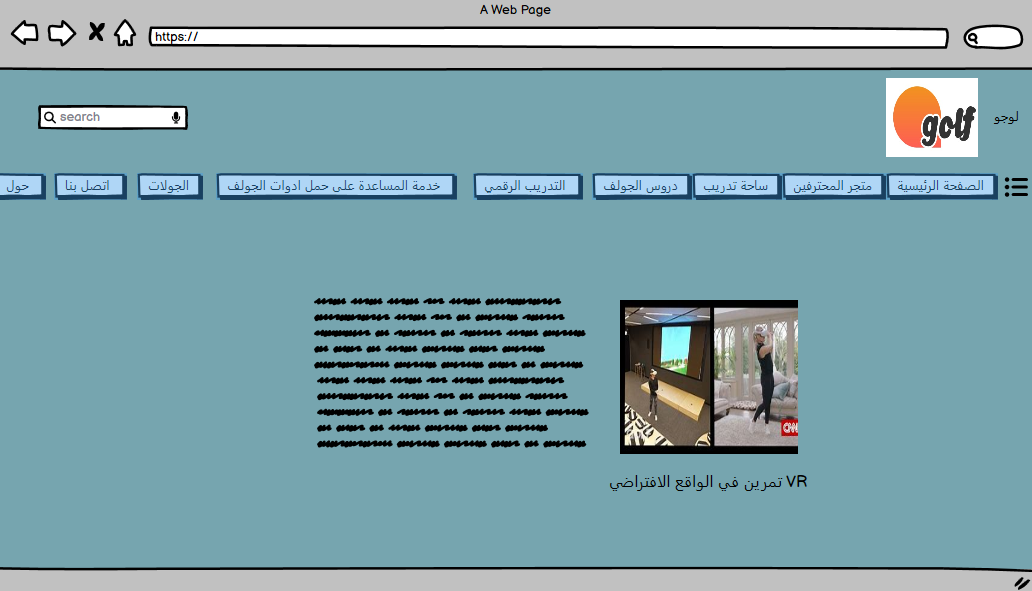 A Web Page
https://
search
golf
لوجو
الصفحة الرئيسية
متجر المحترفين
ساحة تدريب
دروس الجولف
التدريب الرقمي
خدمة المساعدة على حمل ادوات الجولف
الجولات
اتصل بنا
حول
CNN
VR تمرين في الواقع الافتراضي